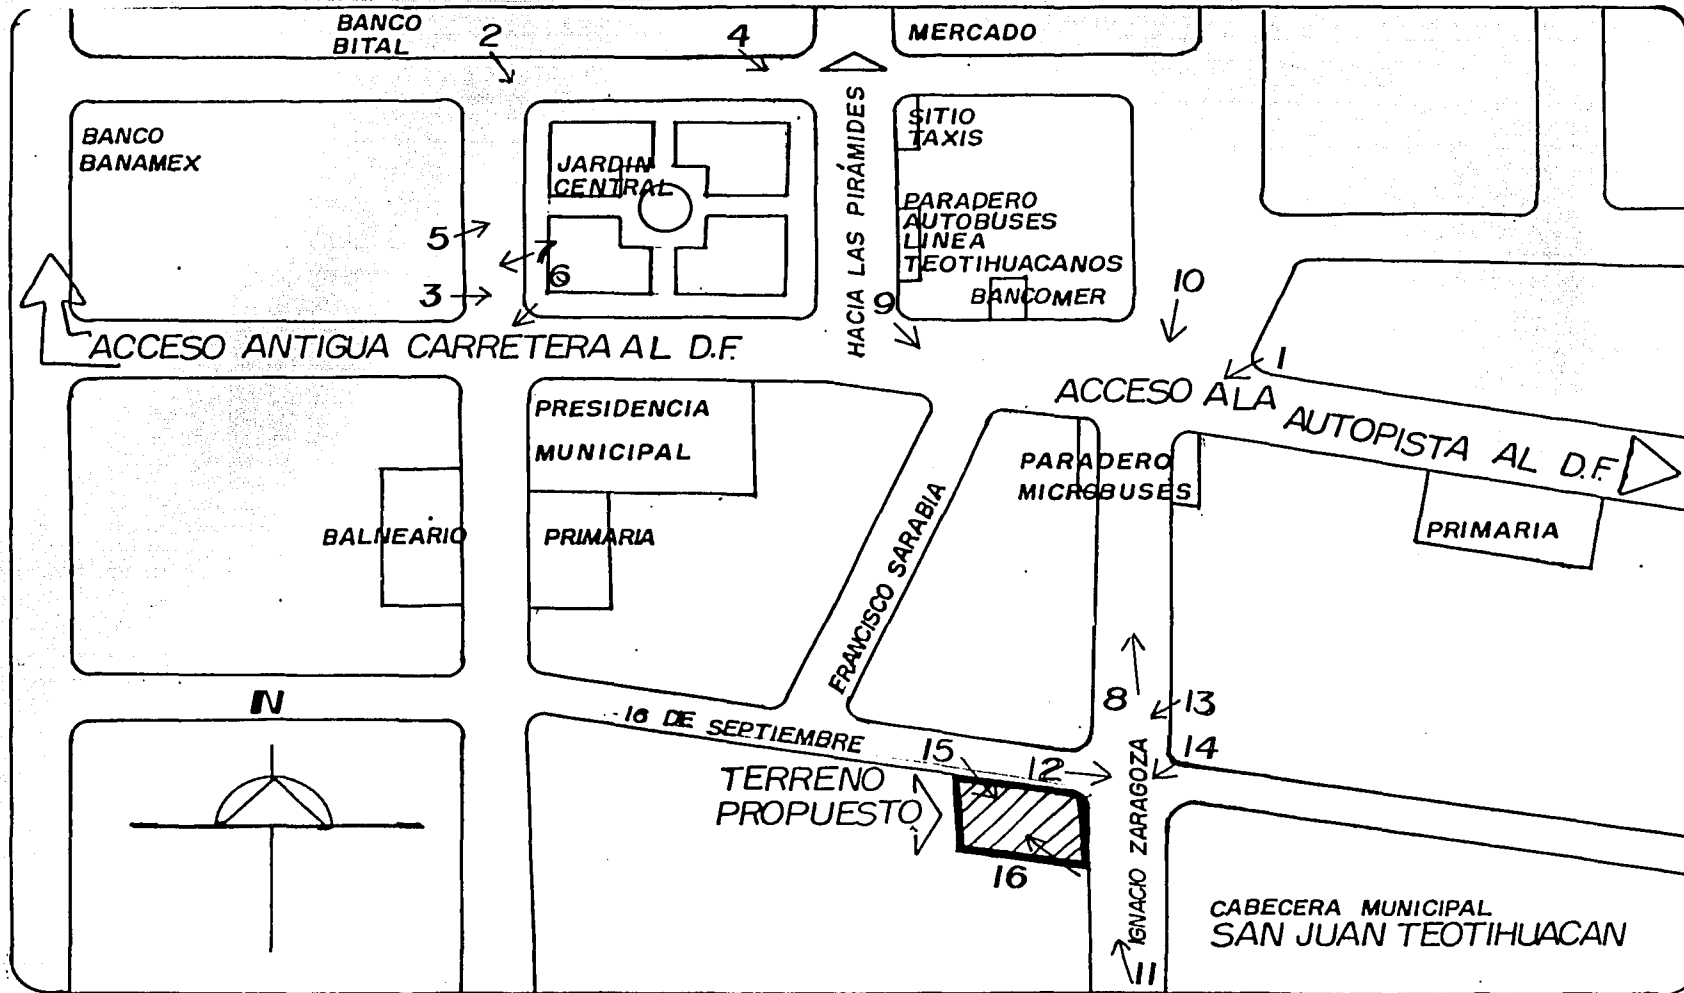 BANCO
BITAL
2
4
MERCADO
BANCO
BANAMEX
JARDIN
CENTRAL
HACIA LAS PIRÁMIDES
SITIO
TAXIS
PARADERO
AUTOBUSES
LINEA
TEOTIHUACANOS
BANCOMER
5
7
6
3
9
10
1
ACCESO ANTIGUA CARRETERA AL D.F.
ACCESO ALA
AUTOPISTA AL D.F.
PRESIDENCIA
MUNICIPAL
PARADERO
MICROBUSES
BALNEARIO
PRIMARIA
PRIMARIA
FRANCISCO SARABIA
N
16 DE SEPTIEMBRE
8
13
14
15
12
TERRENO
PROPUESTO
16
IGNACIO ZARAGOZA
11
CABECERA MUNICIPAL
SAN JUAN TEOTIHUACAN